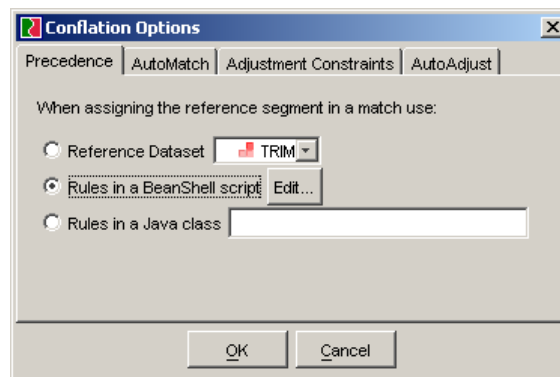 Conflation Options
Precedence AutoMatch Adjustment Constraints AutoAdjust
When assigning the reference segment in a match use:
Reference Dataset TRIM
Rules in a BeanShell script Edit...
Rules in a Java class
OK Cancel